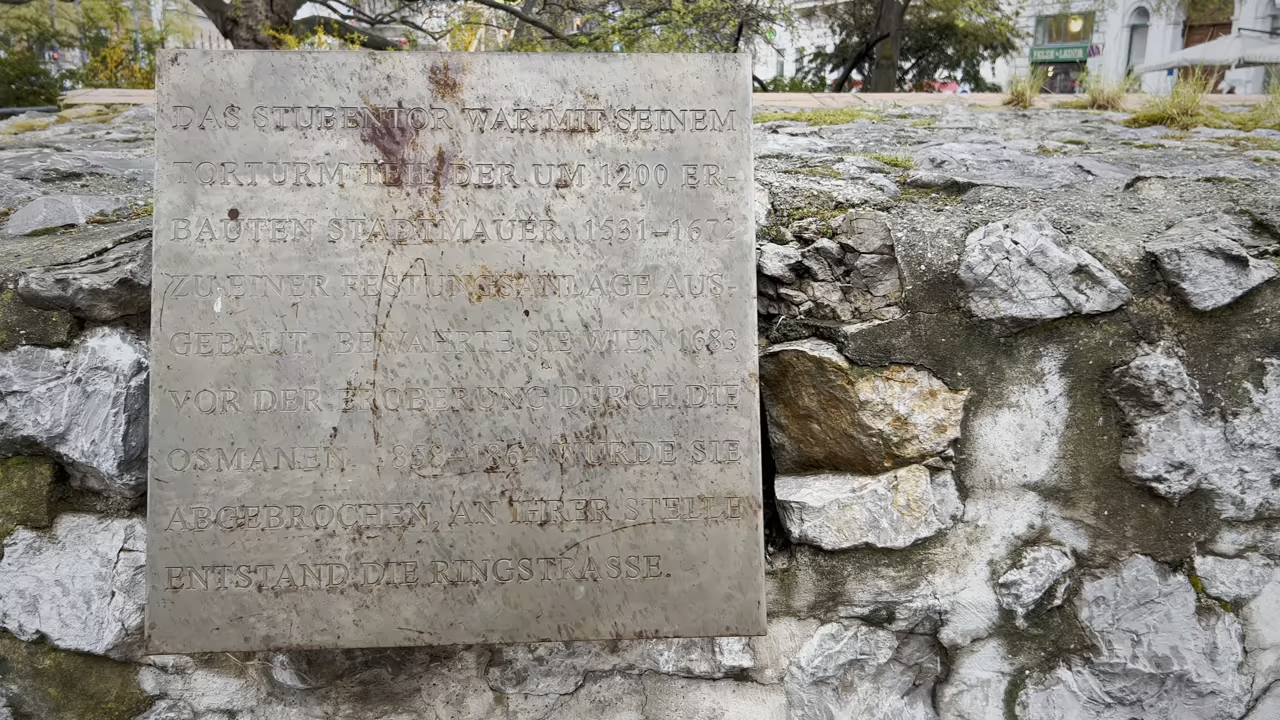 DAS STUBENTOR WAR MIT SEINEM
TORTURM TEIL DER UM 1200 ER-
BAUTEN STADTMAUER. 1531–1672
ZU EINER FESTUNGSANLAGE AUS-
GEBAUT, BEWAHRTE SIE WIEN 1683
VOR DER EROBERUNG DURCH DIE
OSMANEN. 1858–1864 WURDE SIE
ABGEBROCHEN, AN IHRER STELLE
ENTSTAND DIE RINGSTRASSE.